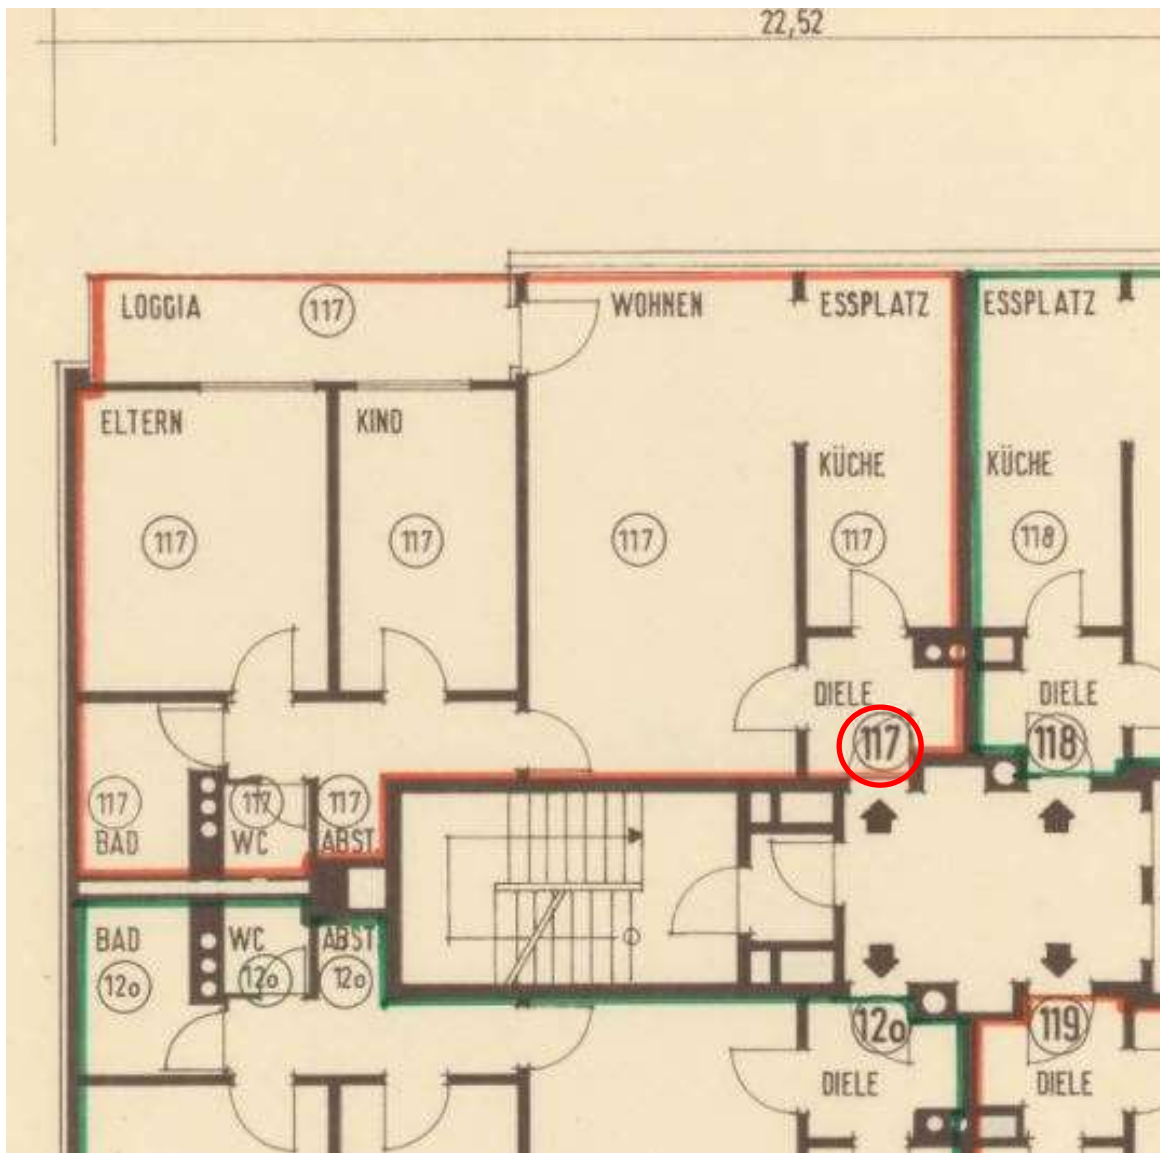 22,52
LOGGIA 117 WOHNEN ESSPLATZ ESSPLATZ
ELTERN KIND
KÜCHE KÜCHE
117 117 117 117 118
DIELE DIELE
117 118
117 117 117
BAD WC ABST.
BAD WC ABST
12o 12o 12o
12o 119
DIELE DIELE